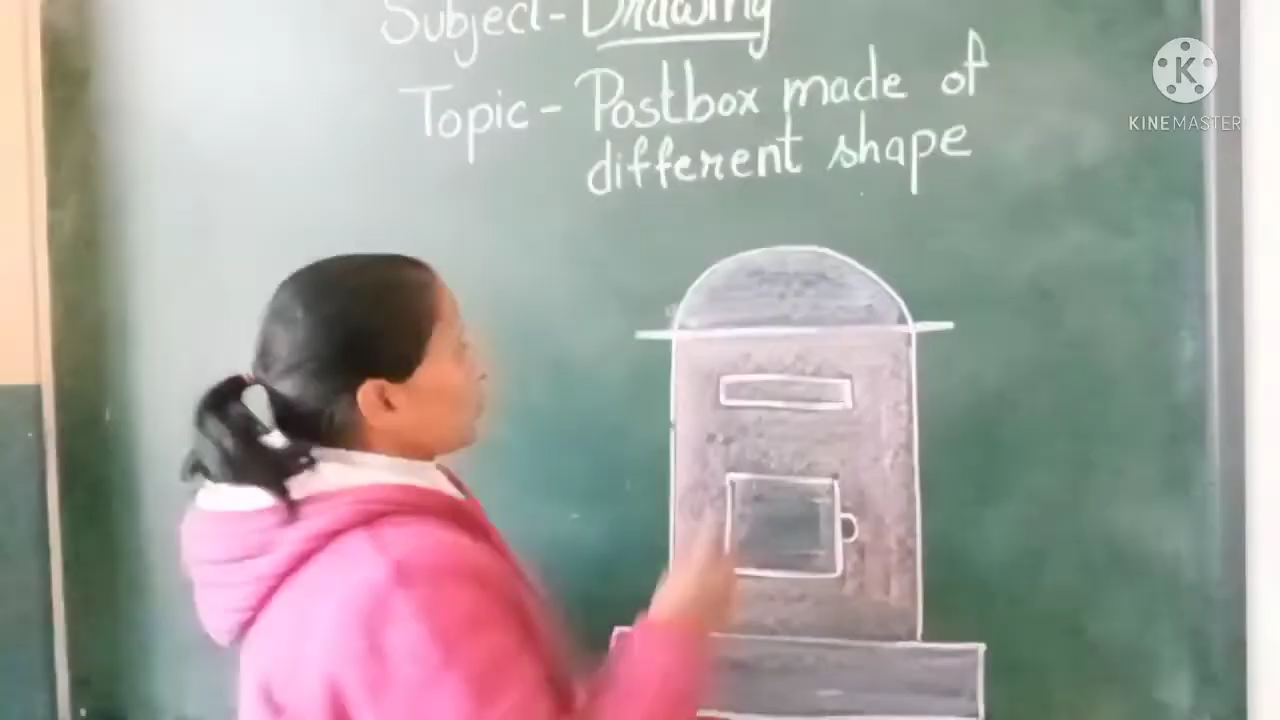 Subject- Drawing
Topic- Postbox made of
different shape
K
KINEMASTER